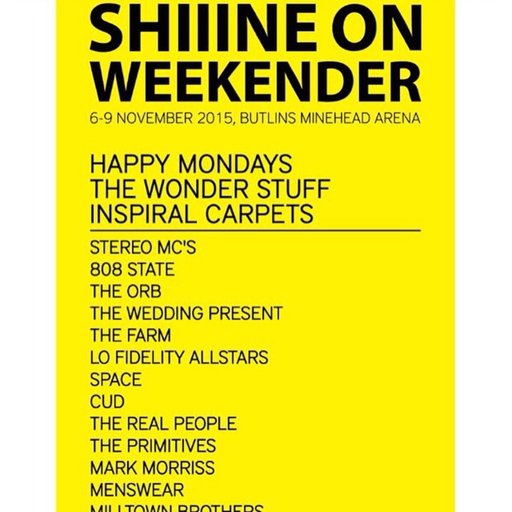 SHIIINE ON
WEEKENDER
6-9 NOVEMBER 2015, BUTLINS MINEHEAD ARENA
HAPPY MONDAYS
THE WONDER STUFF
INSPIRAL CARPETS
STEREO MC'S
808 STATE
THE ORB
THE WEDDING PRESENT
THE FARM
LO FIDELITY ALLSTARS
SPACE
CUD
THE REAL PEOPLE
THE PRIMITIVES
MARK MORRISS
MENSWEAR
MILLTOWN BROTHERS